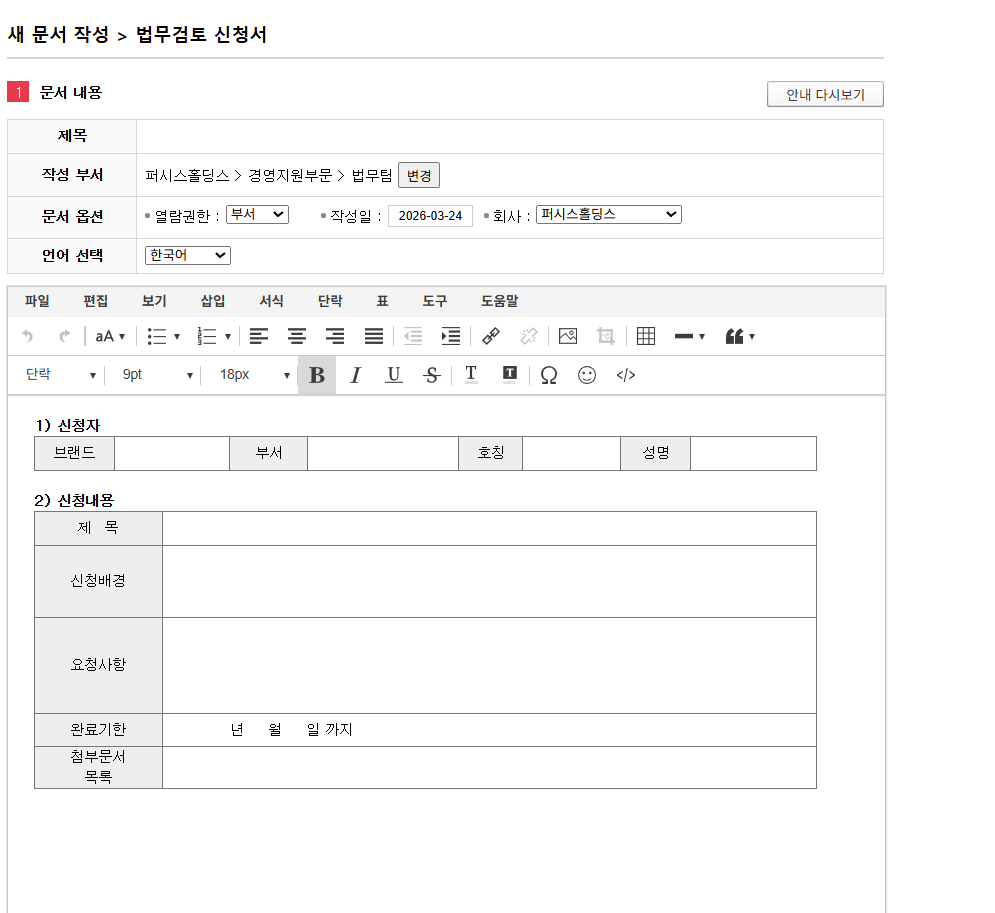 새 문서 작성 > 법무검토 신청서
1 문서 내용 안내 다시보기
제목
작성 부서 퍼시스홀딩스 > 경영지원부문 > 법무팀 변경
문서 옵션 열람권한 : 부서 작성일 : 2026-03-24 회사 : 퍼시스홀딩스
언어 선택 한국어
파일 편집 보기 삽입 서식 단락 표 도구 도움말
aA
단락 9pt 18px B I U S T T Ω </>
1) 신청자
브랜드 부서 호칭 성명
2) 신청내용
제 목
신청배경
요청사항
완료기한 년 월 일 까지
첨부문서
목록